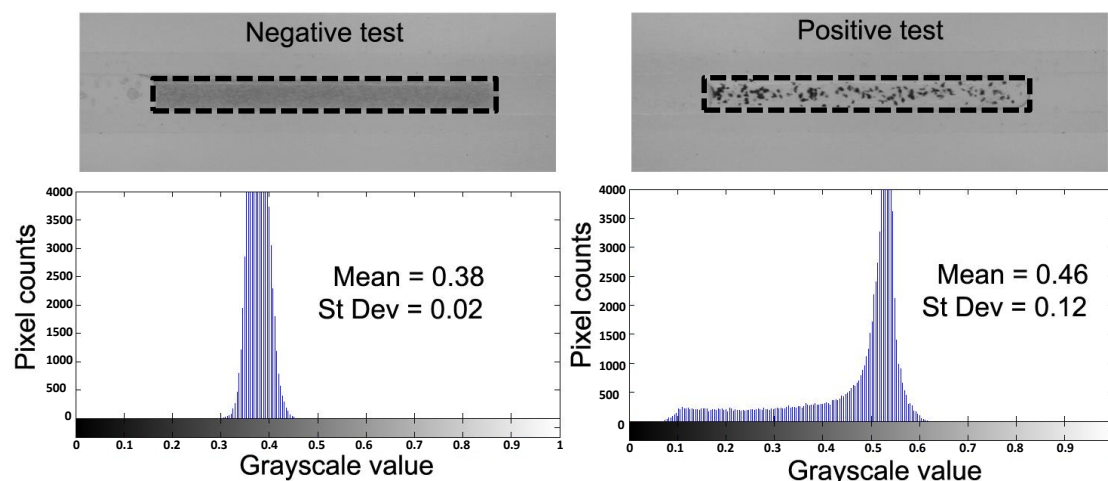 Negative test
Positive test
4000
3500
3000
2500
2000
1500
1000
500
0
Pixel counts
Mean = 0.38
St Dev = 0.02
0 0.1 0.2 0.3 0.4 0.5 0.6 0.7 0.8 0.9 1
Grayscale value
4000
3500
3000
2500
2000
1500
1000
500
0
Pixel counts
Mean = 0.46
St Dev = 0.12
0 0.1 0.2 0.3 0.4 0.5 0.6 0.7 0.8 0.9
Grayscale value